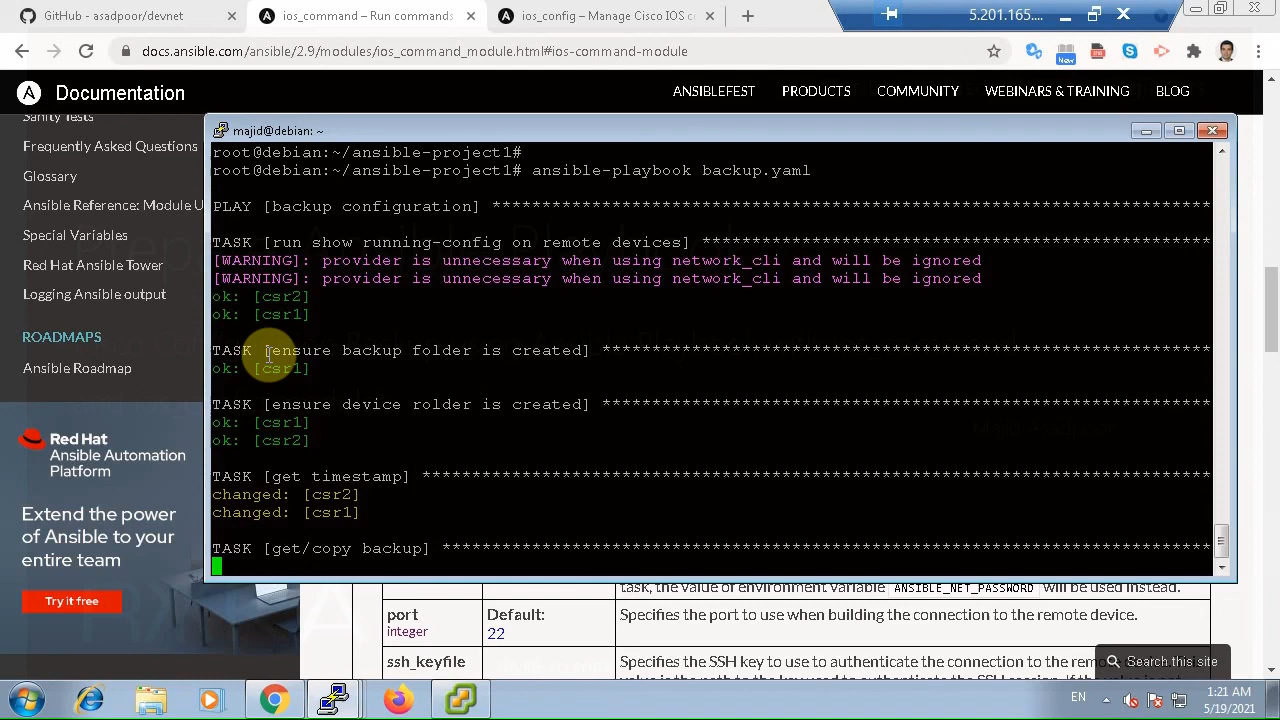 GitHub - asadpoor/devnet
ios_command – Run commands
ios_config – Manage Cisco IOS c
5.201.165....
docs.ansible.com/ansible/2.9/modules/ios_command_module.html#ios-command-module
New
A Documentation
ANSIBLEFEST PRODUCTS COMMUNITY WEBINARS & TRAINING BLOG
Sanity Tests
Frequently Asked Questions
Glossary
Ansible Reference: Module U
Special Variables
Red Hat Ansible Tower
Logging Ansible output
ROADMAPS
Ansible Roadmap
Red Hat
Ansible Automation
Platform
Extend the power
of Ansible to your
entire team
Try it free
majid@debian: ~
root@debian:~/ansible-project1#
root@debian:~/ansible-project1# ansible-playbook backup.yaml
PLAY [backup configuration] ************************************************************************
TASK [run show running-config    remote devices] ***************************************************
[WARNING]: provider is unnecessary when using network_cli and will be ignored
[WARNING]: provider is unnecessary when using network_cli and will be ignored
ok: [csr2]
ok: [csr1]
TASK [ensure backup folder is created] *************************************************************
ok: [csr1]
TASK [ensure device rolder is created] *************************************************************
ok: [csr1]
ok: [csr2]
TASK [get timestamp] *******************************************************************************
changed: [csr2]
changed: [csr1]
TASK [get/copy backup] *****************************************************************************
task, the value of environment variable ANSIBLE_NET_PASSWORD will be used instead.
port
integer
Default:
22
Specifies the port to use when building the connection to the remote device.
ssh_keyfile
Specifies the SSH key to use to authenticate the connection to the remote
Search this site
EN
1:21 AM
5/19/2021